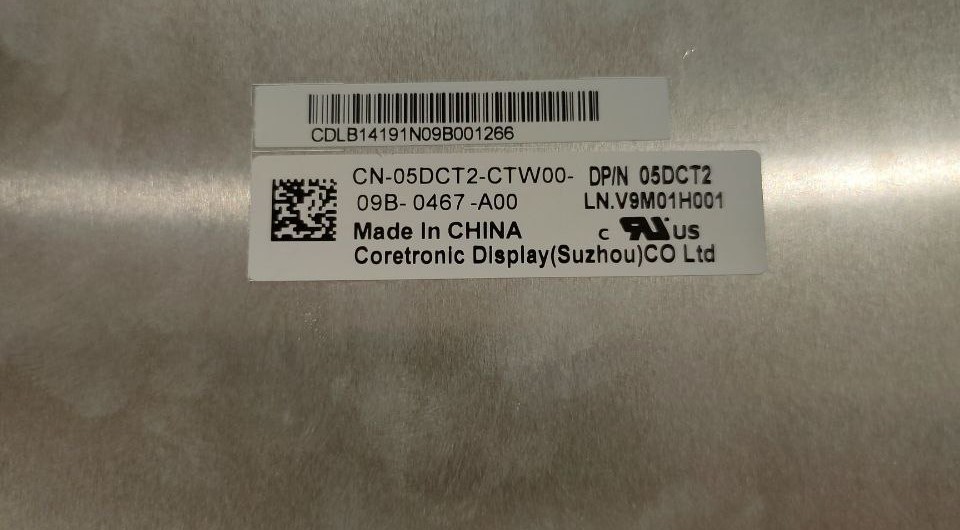 CDLB14191N09B001266
CN-05DCT2-CTW00- DP/N 05DCT2
09B- 0467 -A00 LN.V9M01H001
Made In CHINA c RU US
Coretronic Display(Suzhou)CO Ltd